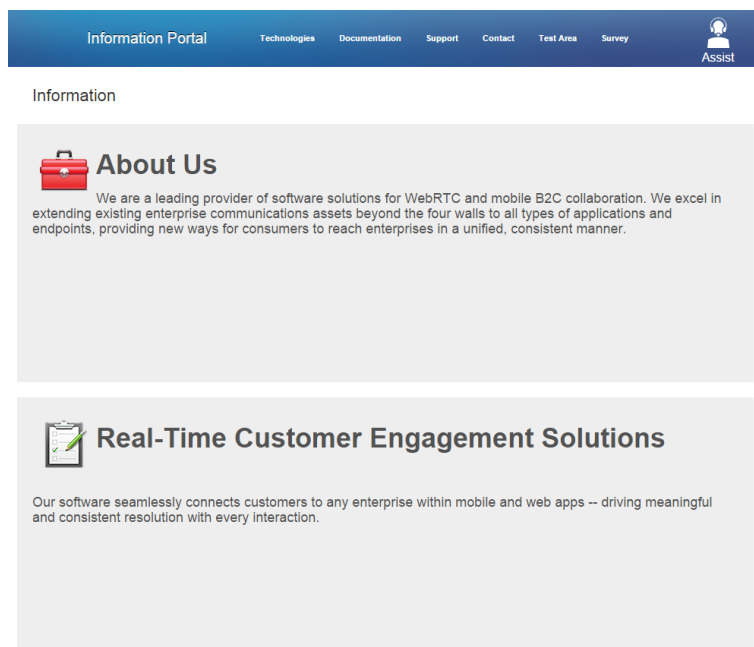 Information Portal
Technologies
Documentation
Support
Contact
Test Area
Survey
Assist
Information
About Us
We are a leading provider of software solutions for WebRTC and mobile B2C collaboration. We excel in
extending existing enterprise communications assets beyond the four walls to all types of applications and
endpoints, providing new ways for consumers to reach enterprises in a unified, consistent manner.
Real-Time Customer Engagement Solutions
Our software seamlessly connects customers to any enterprise within mobile and web apps -- driving meaningful
and consistent resolution with every interaction.